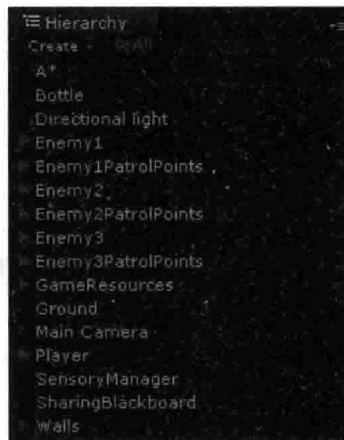 Hierarchy
Create
A*
Bottle
Directional light
Enemy1
Enemy1PatrolPoints
Enemy2
Enemy2PatrolPoints
Enemy3
Enemy3PatrolPoints
GameResources
Ground
Main Camera
Player
SensoryManager
SharingBlackboard
Walls